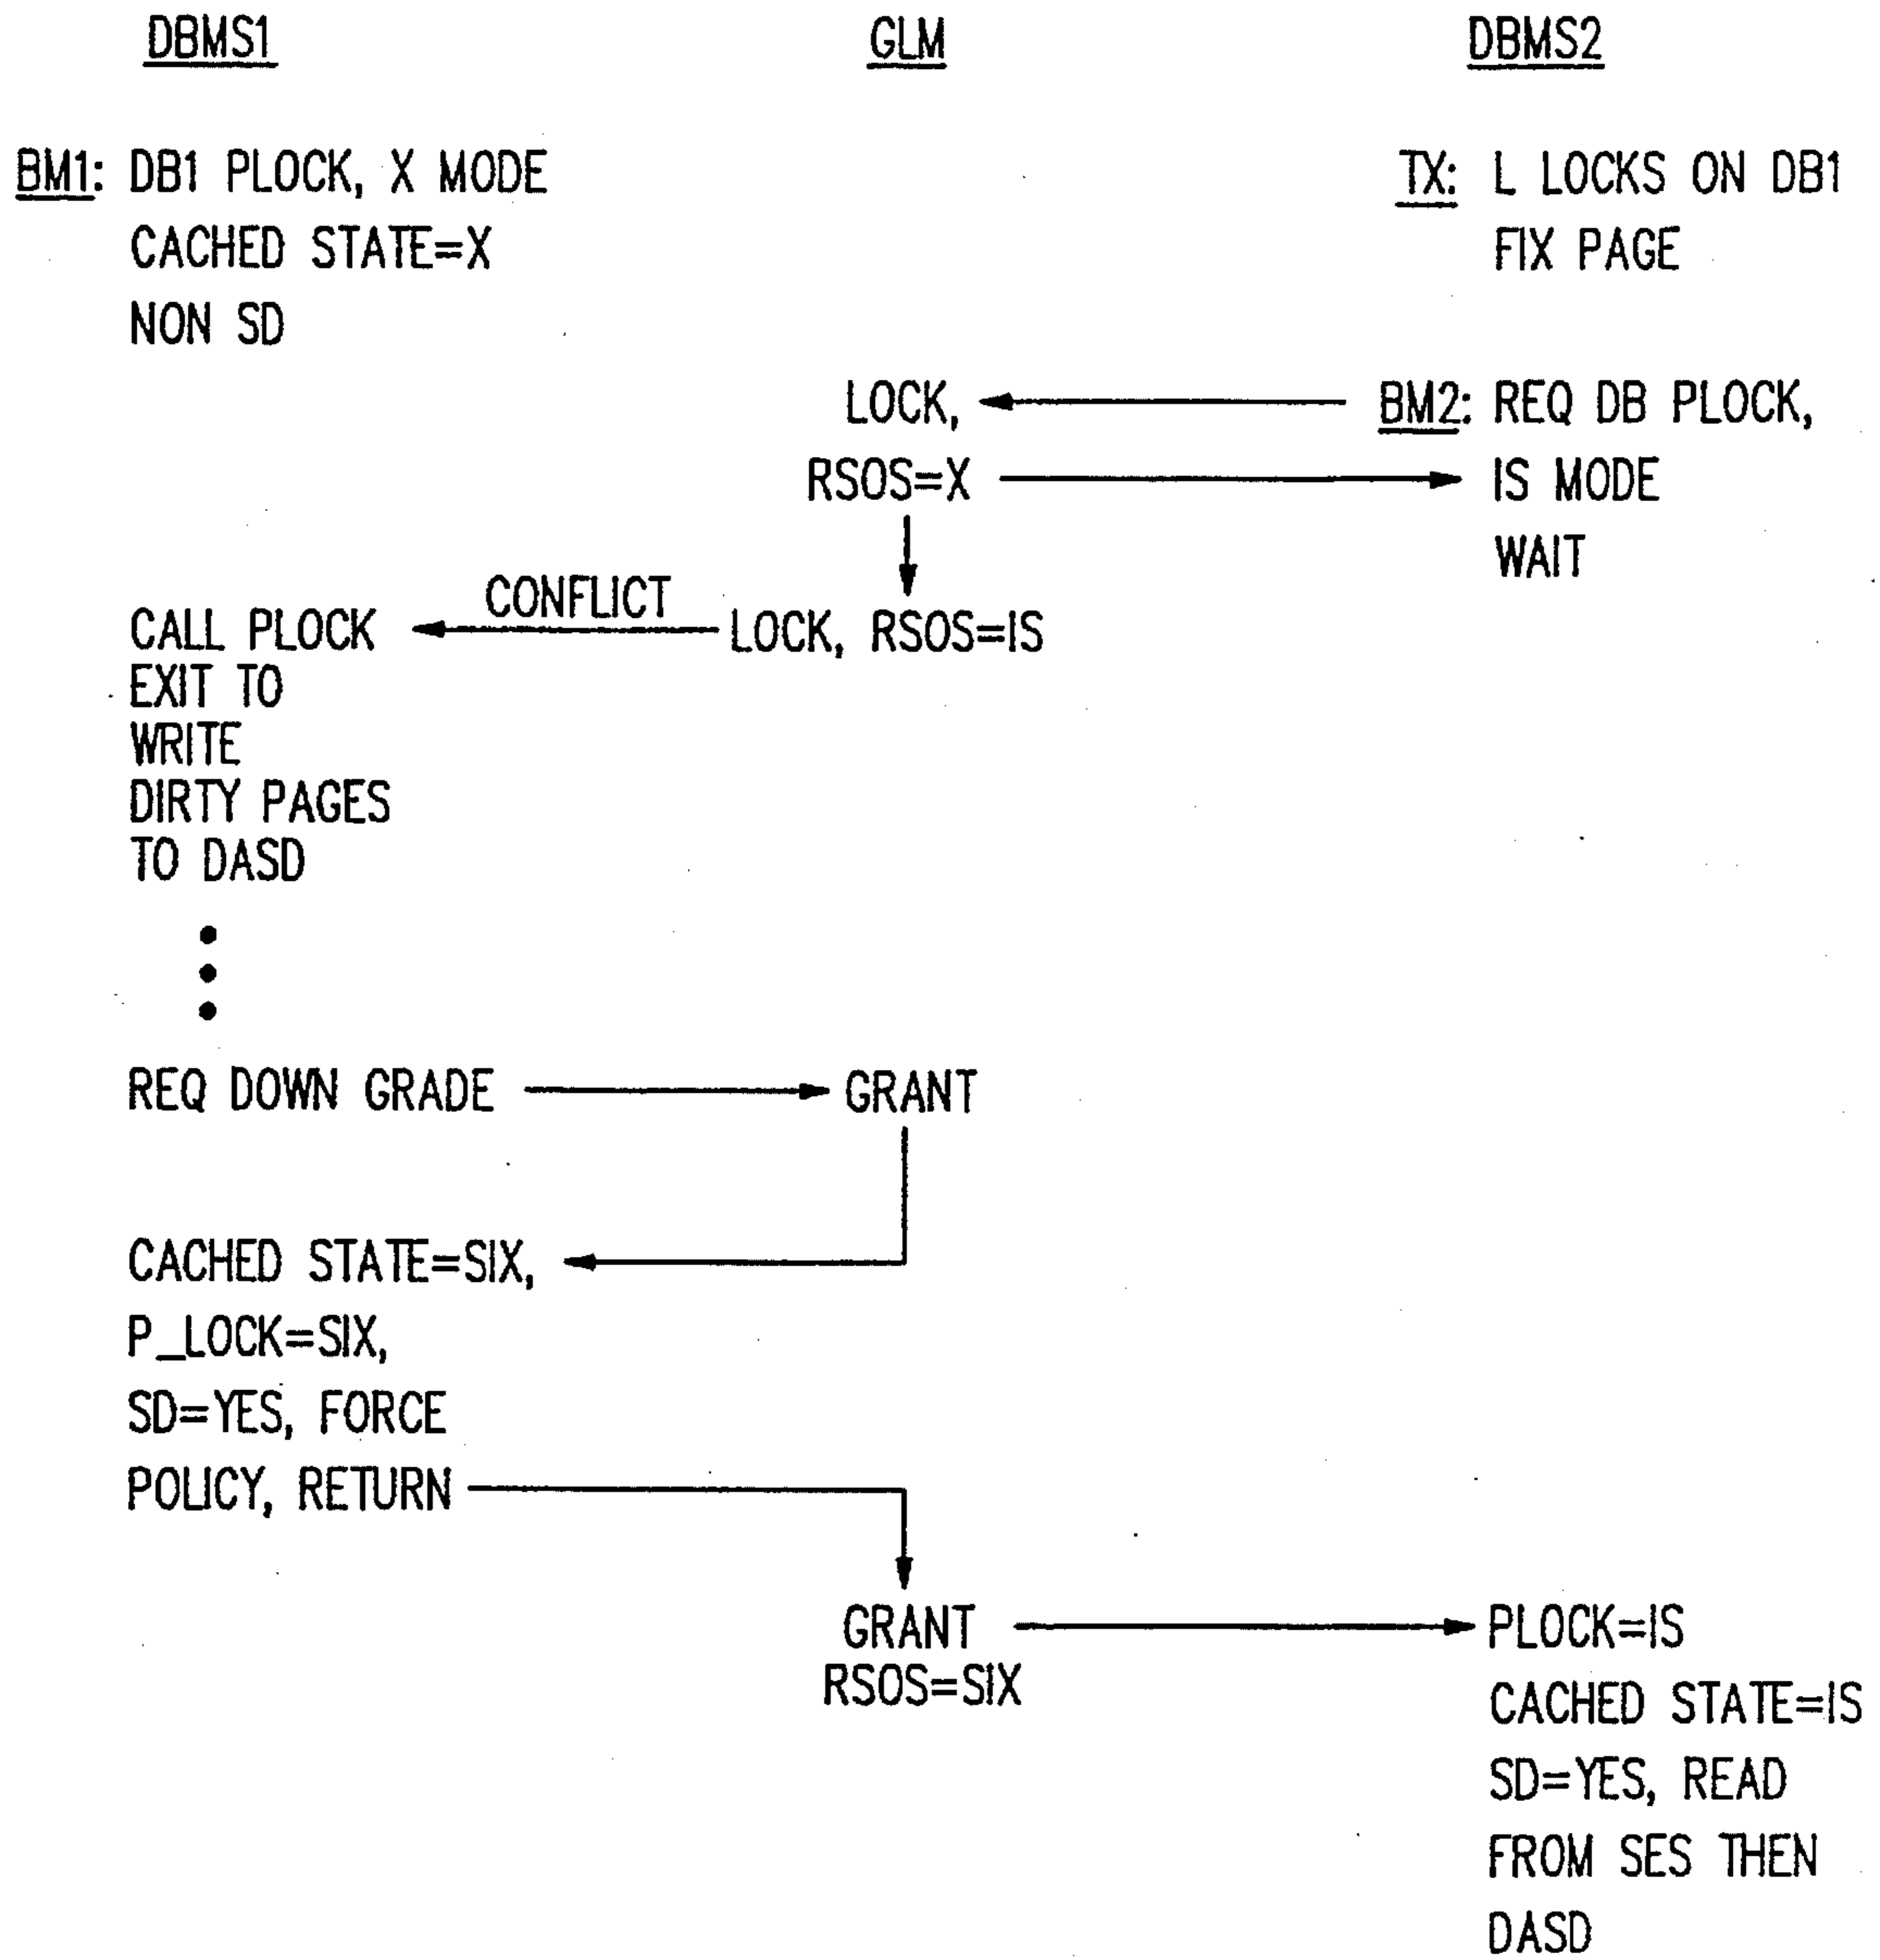 DBMS1 GLM DBMS2
BM1: DB1 PLOCK, X MODE TX: L LOCKS ON DB1
CACHED STATE=X FIX PAGE
NON SD
LOCK, BM2: REQ DB PLOCK,
RSOS=X IS MODE
WAIT
CONFLICT
CALL PLOCK LOCK, RSOS=IS
EXIT TO
WRITE
DIRTY PAGES
TO DASD
REQ DOWN GRADE GRANT
CACHED STATE=SIX,
P_LOCK=SIX,
SD=YES, FORCE
POLICY, RETURN
GRANT PLOCK=IS
RSOS=SIX CACHED STATE=IS
SD=YES, READ
FROM SES THEN
DASD